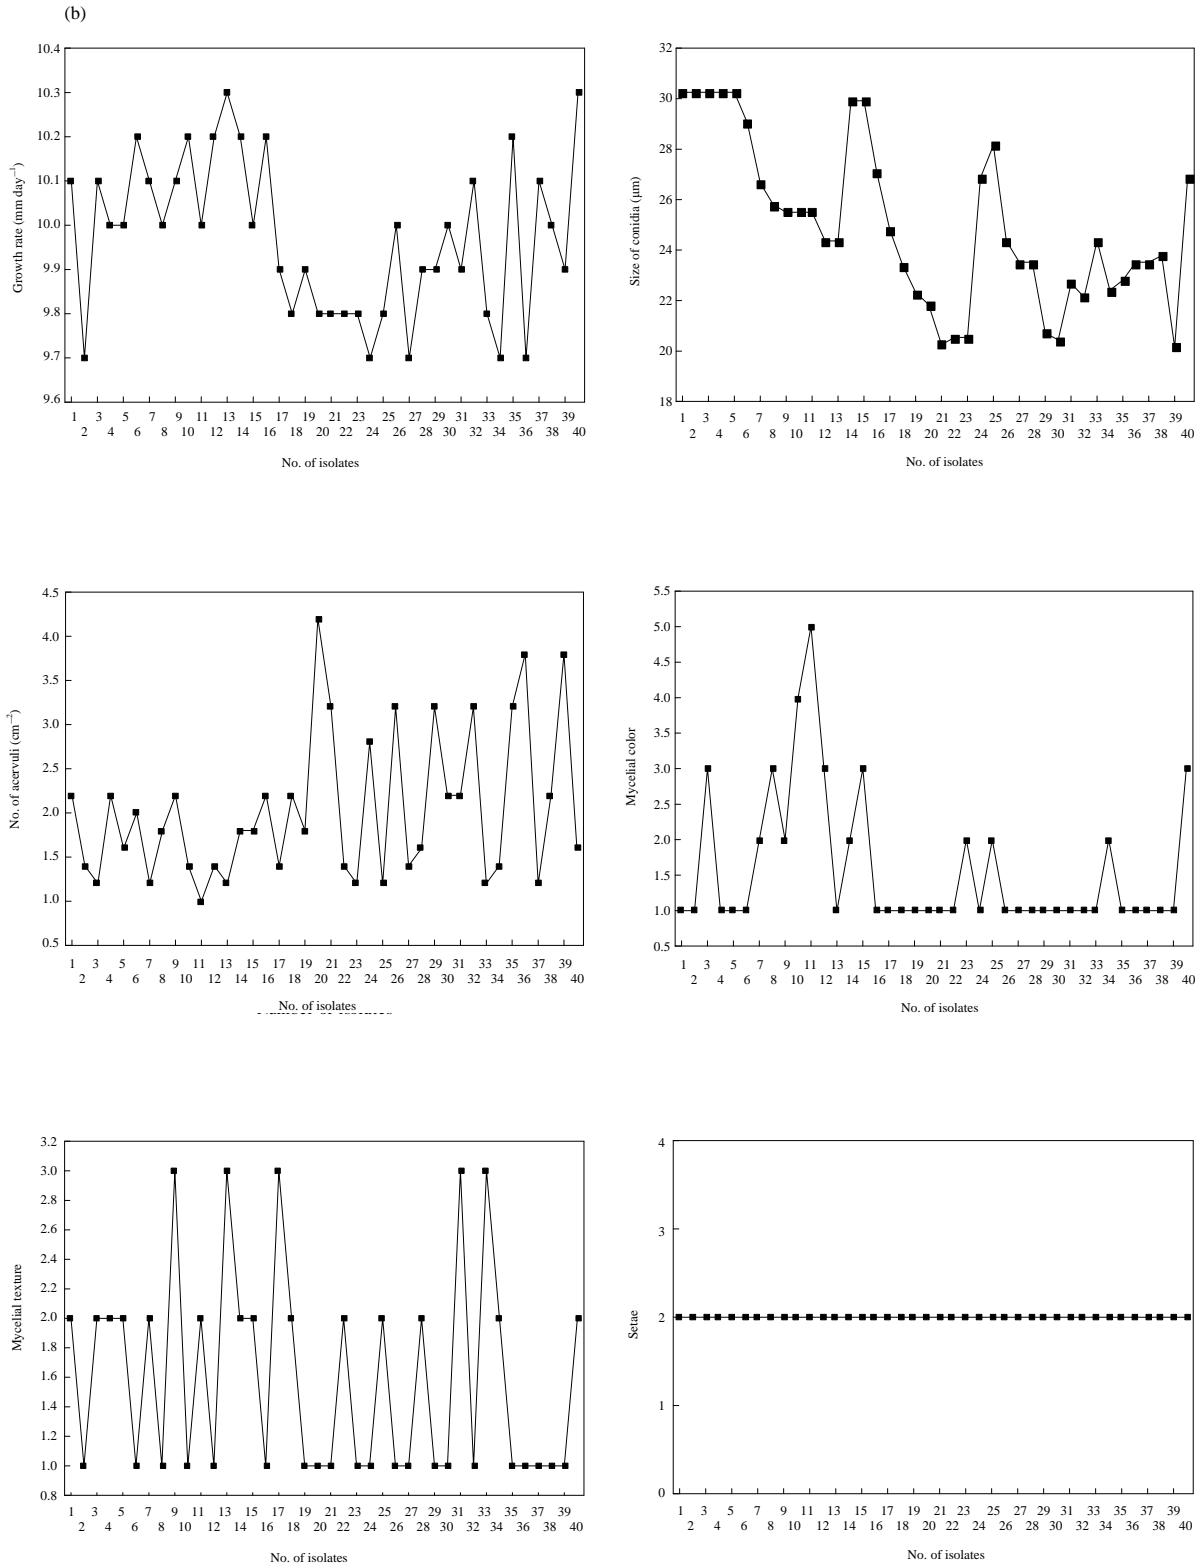 (b)
10.4
10.3
10.2
10.1
10.0
9.9
9.8
9.7
9.6
Growth rate (mm day⁻¹)
1 3 5 7 9 11 13 15 17 19 21 23 25 27 29 31 33 35 37 39
2 4 6 8 10 12 14 16 18 20 22 24 26 28 30 32 34 36 38 40
No. of isolates
32
30
28
26
24
22
20
18
Size of conidia (μm)
1 3 5 7 9 11 13 15 17 19 21 23 25 27 29 31 33 35 37 39
2 4 6 8 10 12 14 16 18 20 22 24 26 28 30 32 34 36 38 40
No. of isolates
4.5
4.0
3.5
3.0
2.5
2.0
1.5
1.0
0.5
No. of acervuli (cm⁻²)
1 3 5 7 9 11 13 15 17 19 21 23 25 27 29 31 33 35 37 39
2 4 6 8 10 12 14 16 18 20 22 24 26 28 30 32 34 36 38 40
No. of isolates
5.5
5.0
4.5
4.0
3.5
3.0
2.5
2.0
1.5
1.0
0.5
Mycelial color
1 3 5 7 9 11 13 15 17 19 21 23 25 27 29 31 33 35 37 39
2 4 6 8 10 12 14 16 18 20 22 24 26 28 30 32 34 36 38 40
No. of isolates
3.2
3.0
2.8
2.6
2.4
2.2
2.0
1.8
1.6
1.4
1.2
1.0
0.8
Mycelial texture
1 3 5 7 9 11 13 15 17 19 21 23 25 27 29 31 33 35 37 39
2 4 6 8 10 12 14 16 18 20 22 24 26 28 30 32 34 36 38 40
No. of isolates
4
3
2
1
0
Setae
1 3 5 7 9 11 13 15 17 19 21 23 25 27 29 31 33 35 37 39
2 4 6 8 10 12 14 16 18 20 22 24 26 28 30 32 34 36 38 40
No. of isolates